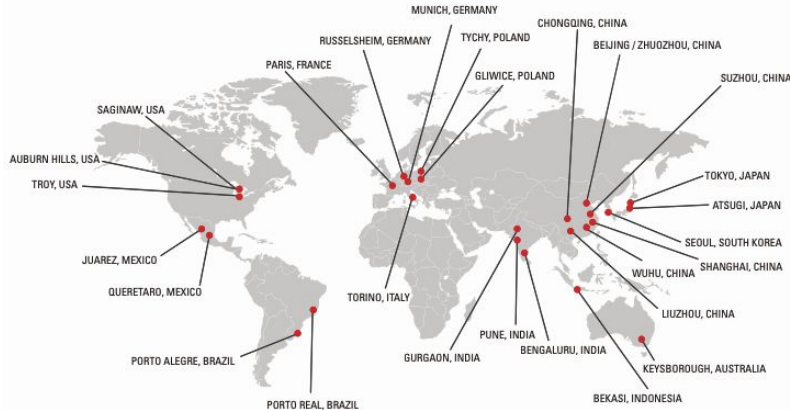 MUNICH, GERMANY
CHONGQING, CHINA
RUSSELSHEIM, GERMANY
TYCHY, POLAND
BEIJING / ZHUOZHOU, CHINA
PARIS, FRANCE
GLIWICE, POLAND
SUZHOU, CHINA
SAGINAW, USA
AUBURN HILLS, USA
TROY, USA
TOKYO, JAPAN
ATSUGI, JAPAN
SEOUL, SOUTH KOREA
JUAREZ, MEXICO
SHANGHAI, CHINA
WUHU, CHINA
QUERETARO, MEXICO
TORINO, ITALY
LIUZHOU, CHINA
PUNE, INDIA
BENGALURU, INDIA
GURGAON, INDIA
PORTO ALEGRE, BRAZIL
KEYSBOROUGH, AUSTRALIA
BEKASI, INDONESIA
PORTO REAL, BRAZIL